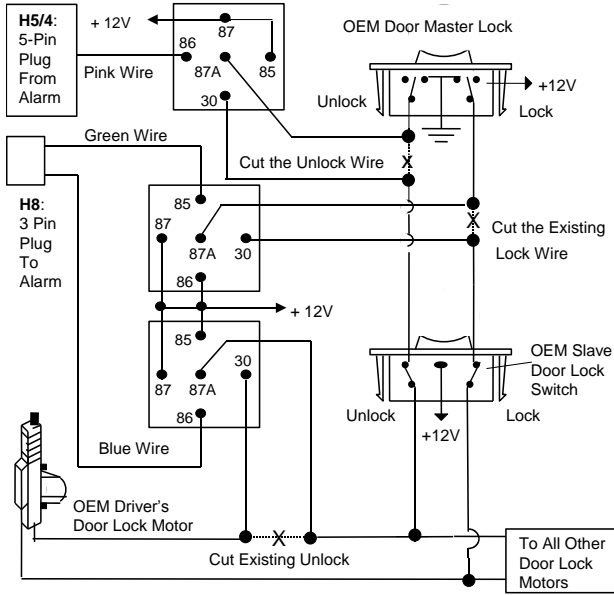 H5/4:
5-Pin
Plug
From
Alarm
+ 12V
87
86
87A
85
30
Pink Wire
OEM Door Master Lock
+12V
Unlock
Lock
Green Wire
Cut the Unlock Wire
H8:
3 Pin
Plug
To
Alarm
85
87
87A
30
86
Cut the Existing
Lock Wire
+ 12V
85
30
87
87A
86
OEM Slave
Door Lock
Switch
Unlock
Lock
+12V
Blue Wire
OEM Driver's
Door Lock Motor
X
X
X
Cut Existing Unlock
To All Other
Door Lock
Motors